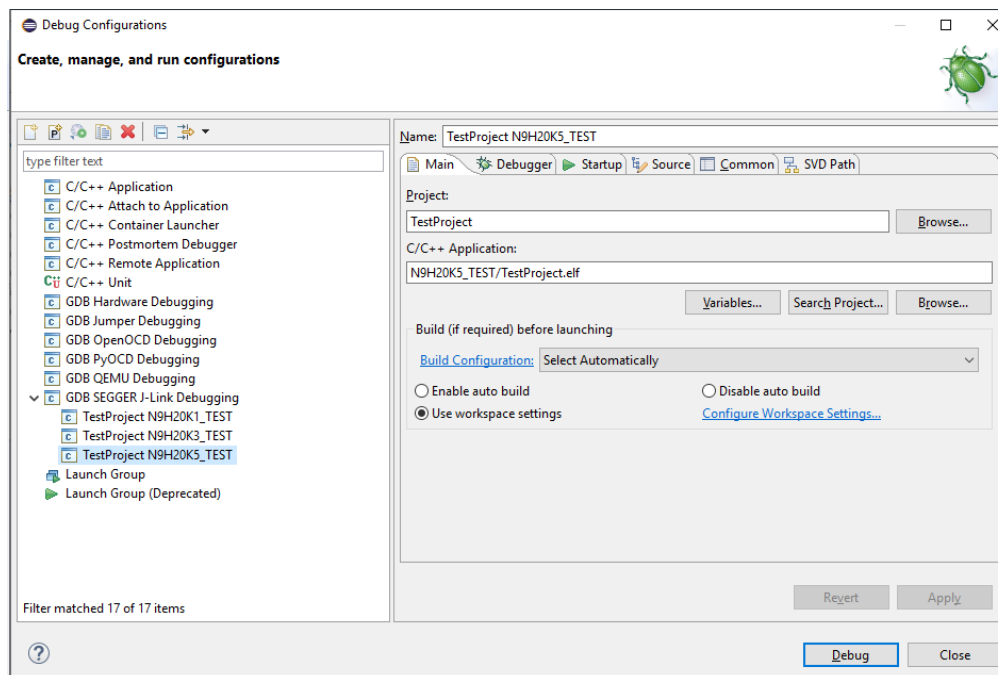 Debug Configurations
Create, manage, and run configurations
type filter text
C/C++ Application
C/C++ Attach to Application
C/C++ Container Launcher
C/C++ Postmortem Debugger
C/C++ Remote Application
C/C++ Unit
GDB Hardware Debugging
GDB Jumper Debugging
GDB OpenOCD Debugging
GDB PyOCD Debugging
GDB QEMU Debugging
GDB SEGGER J-Link Debugging
TestProject N9H20K1_TEST
TestProject N9H20K3_TEST
TestProject N9H20K5_TEST
Launch Group
Launch Group (Deprecated)
Filter matched 17 of 17 items
Name: TestProject N9H20K5_TEST
Main Debugger Startup Source Common SVD Path
Project:
TestProject Browse...
C/C++ Application:
N9H20K5_TEST/TestProject.elf
Variables... Search Project... Browse...
Build (if required) before launching
Build Configuration: Select Automatically
Enable auto build Disable auto build
Use workspace settings Configure Workspace Settings...
Revert Apply
? Debug Close